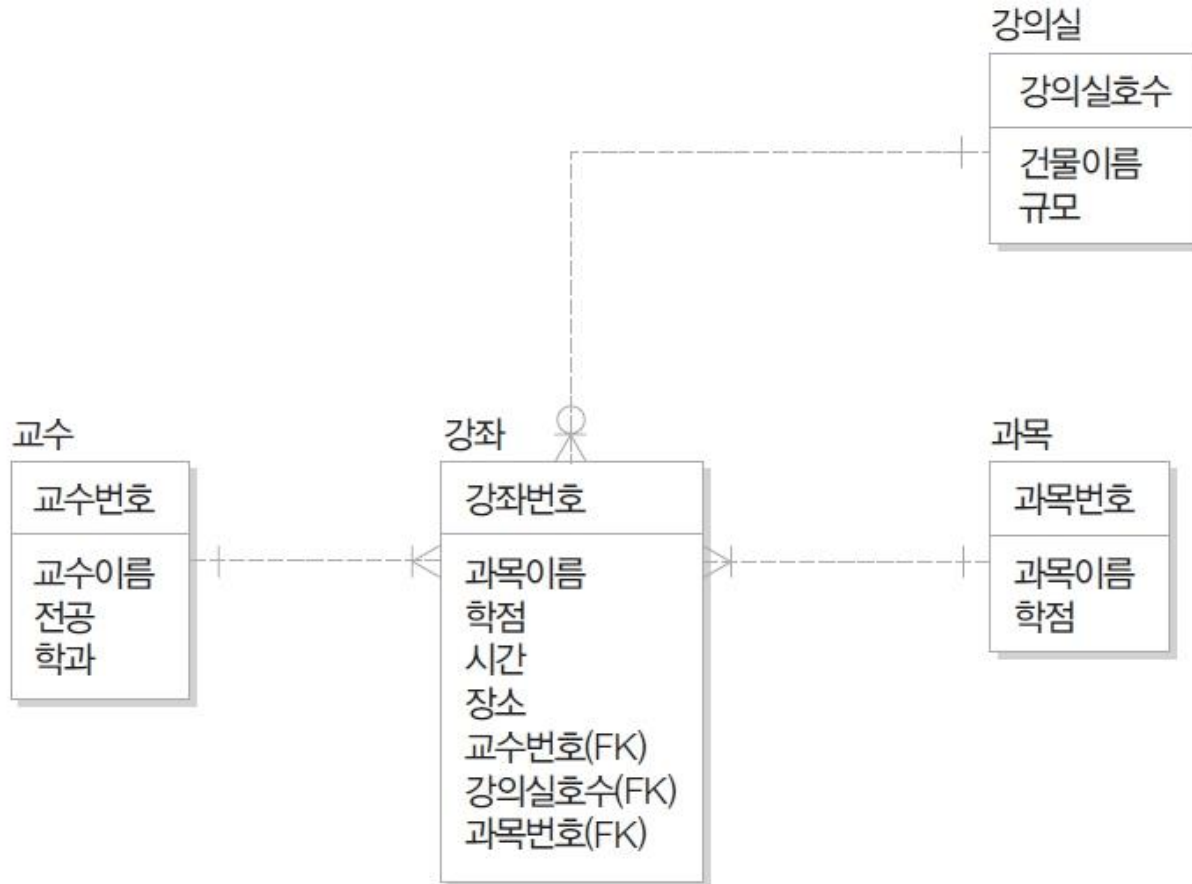 강의실
강의실호수
건물이름
규모
교수
교수번호
교수이름
전공
학과
강좌
강좌번호
과목이름
학점
시간
장소
교수번호(FK)
강의실호수(FK)
과목번호(FK)
과목
과목번호
과목이름
학점